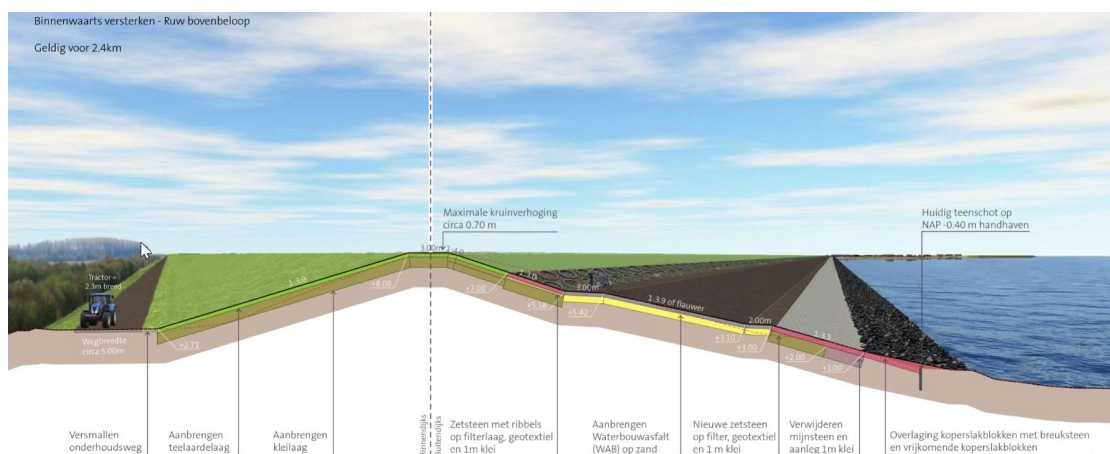 Binnenwaarts versterken - Ruw bovenbeloop
Geldig voor 2.4km
Maximale kruinverhoging
circa 0.70 m
Huidig teenschot op
NAP -0.40 m handhaven
3.00m
1:3.0
+8.09
+7.00
3.00m
+5.58
+5.42
1:3.9 of flauwer
2.00m
+3.10
+3.00
1:3.5
+2.00
+1.00
Tractor =
2.3m breed
Wegbreedte
circa 5.00m
+2.71
Versmallen
onderhoudsweg
Aanbrengen
teelaardelaag
Aanbrengen
kleilaag
Binnendijks
Buitendijks
Zetsteen met ribbels
op filterlaag, geotextiel
en 1m klei
Aanbrengen
Waterbouwasfalt
(WAB) op zand
Nieuwe zetsteen
op filter, geotextiel
en 1 m klei
Verwijderen
mijnsteen en
aanleg 1m klei
Overlaging koperslakblokken met breuksteen
en vrijkomende koperslakblokken